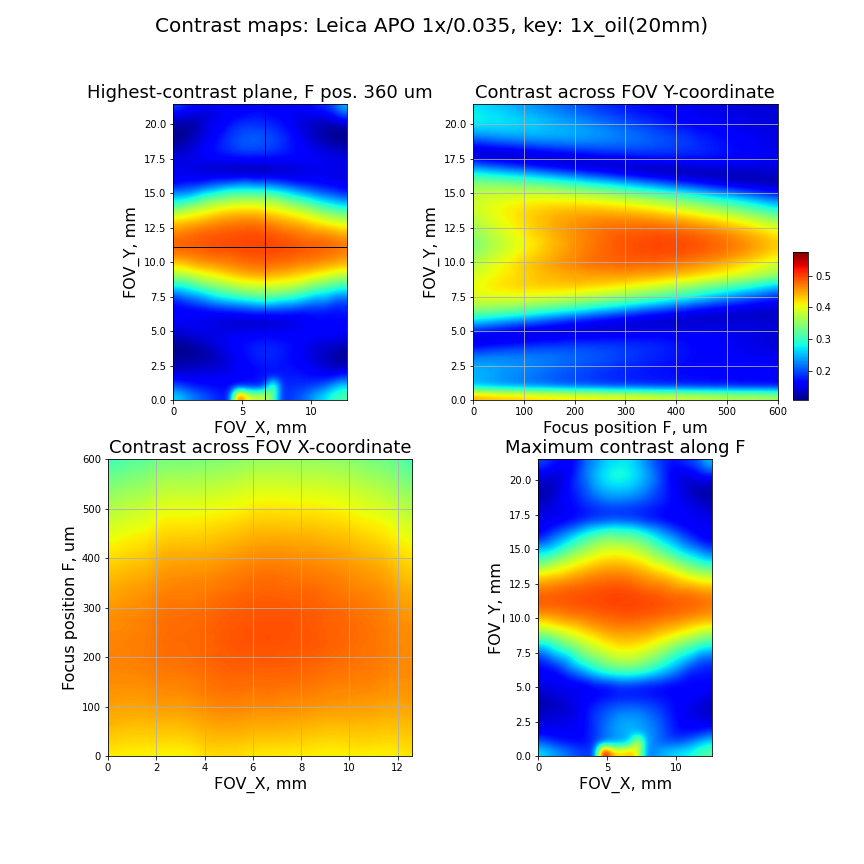 Contrast maps: Leica APO 1x/0.035, key: 1x_oil(20mm)
Highest-contrast plane, F pos. 360 um
FOV_Y, mm
20.0
17.5
15.0
12.5
10.0
7.5
5.0
2.5
0.0
0 5 10
FOV_X, mm
Contrast across FOV Y-coordinate
FOV_Y, mm
20.0
17.5
15.0
12.5
10.0
7.5
5.0
2.5
0.0
0 100 200 300 400 500 600
Focus position F, um
0.5
0.4
0.3
0.2
Contrast across FOV X-coordinate
Focus position F, um
600
500
400
300
200
100
0
0 2 4 6 8 10 12
FOV_X, mm
Maximum contrast along F
FOV_Y, mm
20.0
17.5
15.0
12.5
10.0
7.5
5.0
2.5
0.0
0 5 10
FOV_X, mm